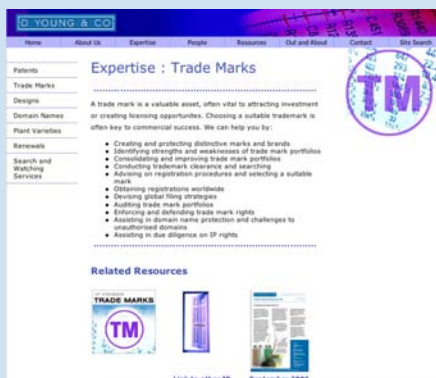 D YOUNG & CO
Home About Us Expertise People Resources Out and About Contact Site Search
Patents
Trade Marks
Designs
Domain Names
Plant Varieties
Renewals
Search and
Watching
Services
Expertise : Trade Marks
TM
A trade mark is a valuable asset, often vital to attracting investment
or creating licensing opportunites. Choosing a suitable trademark is
often key to commercial success. We can help you by:
Creating and protecting distinctive marks and brands
Identifying strengths and weaknesses of trade mark portfolios
Consolidating and improving trade mark portfolios
Conducting trademark clearance and searching
Advising on registration procedures and selecting a suitable
mark
Obtaining registrations worldwide
Devising global filing strategies
Auditing trade mark portfolios
Enforcing and defending trade mark rights
Assisting in domain name protection and challenges to
unauthorised domains
Assisting in due diligence on IP rights
Related Resources
TRADE MARKS
TM